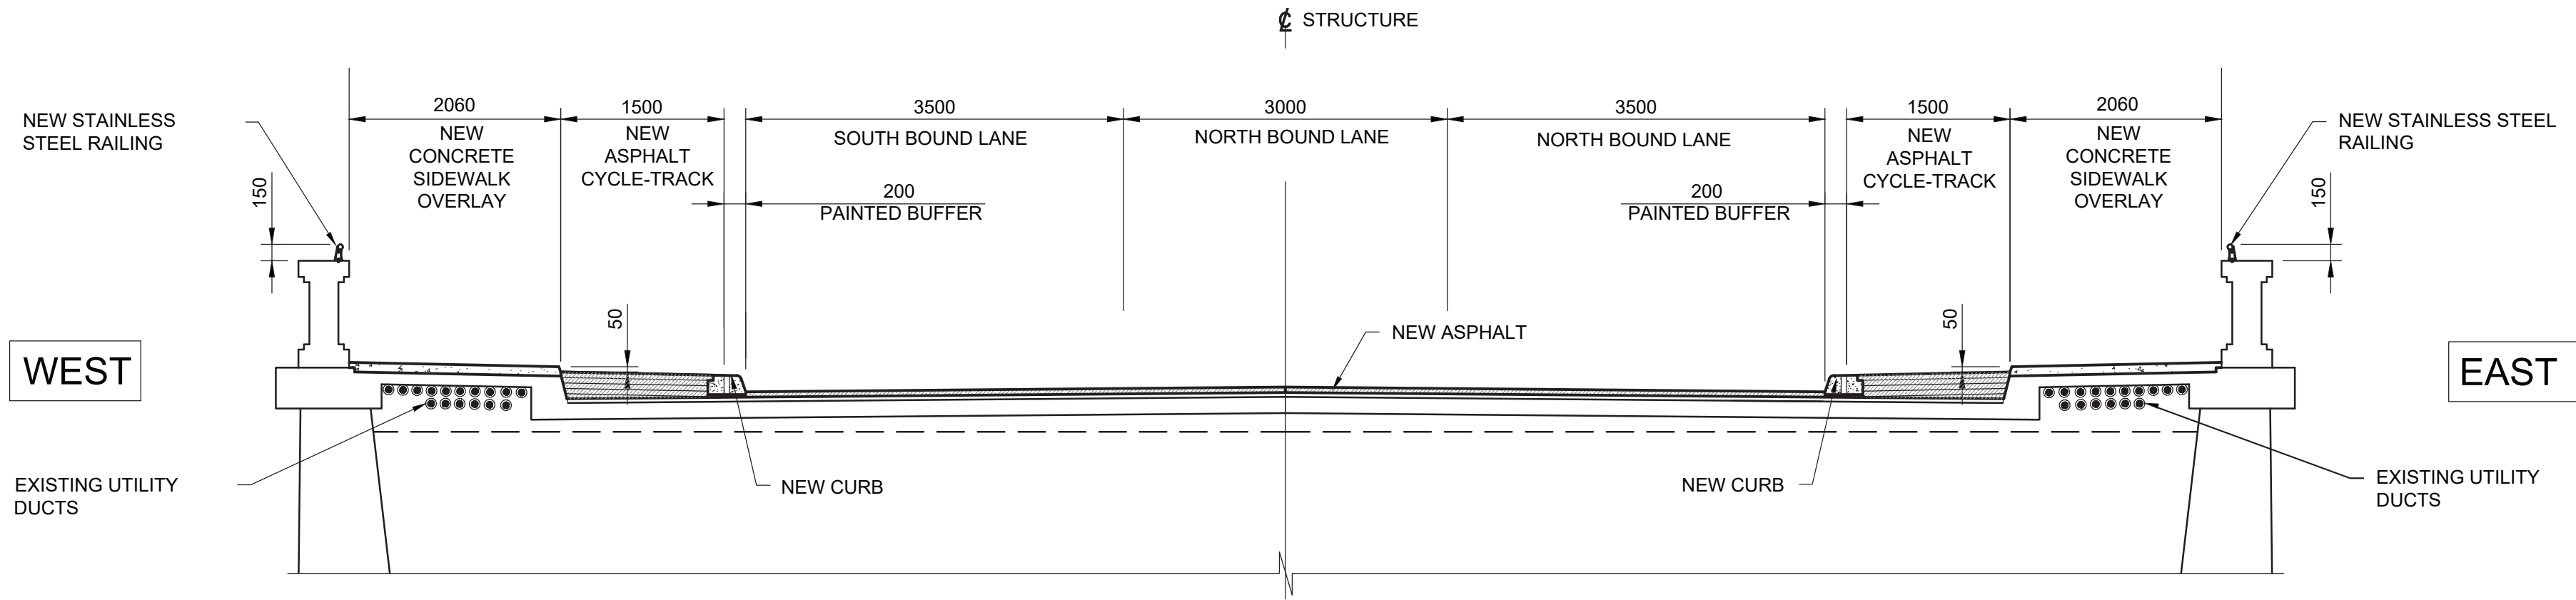 ℄ STRUCTURE
2060
NEW
CONCRETE
SIDEWALK
OVERLAY
1500
NEW
ASPHALT
CYCLE-TRACK
200
PAINTED BUFFER
3500
SOUTH BOUND LANE
3000
NORTH BOUND LANE
3500
NORTH BOUND LANE
200
PAINTED BUFFER
1500
NEW
ASPHALT
CYCLE-TRACK
2060
NEW
CONCRETE
SIDEWALK
OVERLAY
NEW STAINLESS
STEEL RAILING
150
NEW STAINLESS STEEL
RAILING
150
50
NEW ASPHALT
50
WEST
EAST
EXISTING UTILITY
DUCTS
NEW CURB
NEW CURB
EXISTING UTILITY
DUCTS